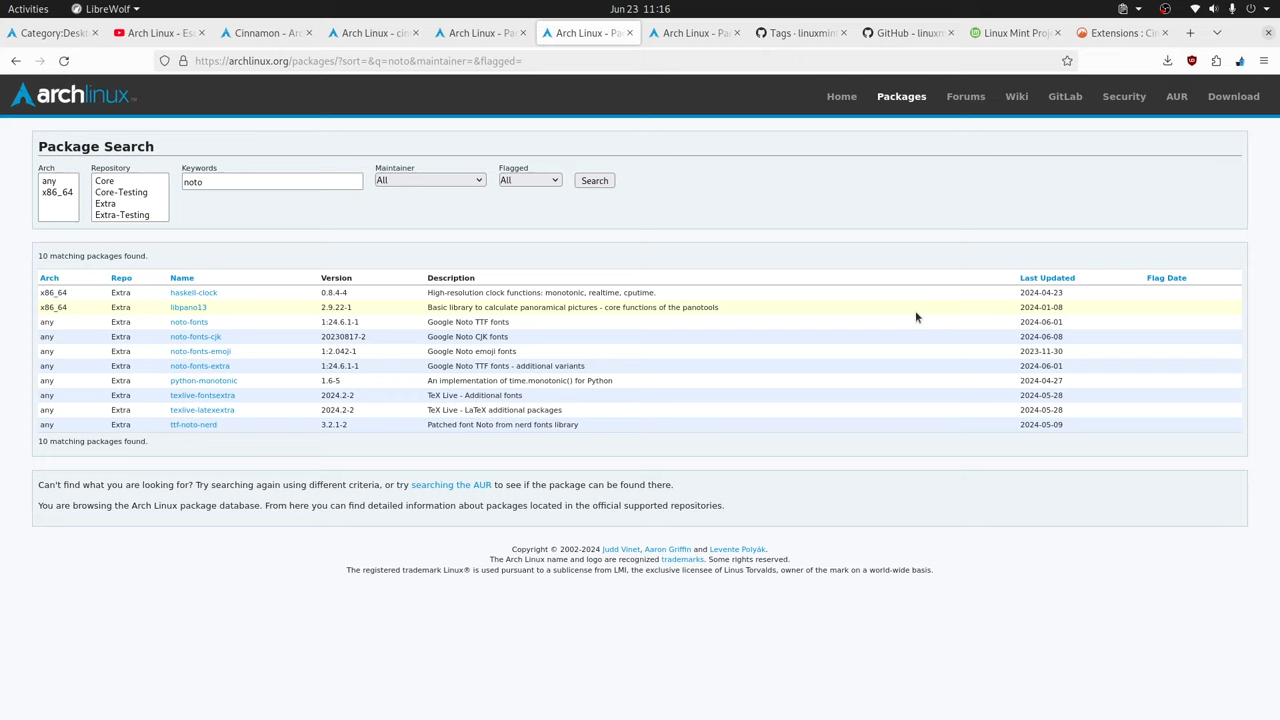 Activities LibreWolf Jun 23 11:16
Category:Deskt Arch Linux - Ess Cinnamon - Arc Arch Linux - cin Arch Linux - Pac Arch Linux - Pac Arch Linux - Pac Tags · linuxmint GitHub - linuxm Linux Mint Proj Extensions : Cin
https://archlinux.org/packages/?sort=&q=noto&maintainer=&flagged=
archlinux Home Packages Forums Wiki GitLab Security AUR Download
Package Search
Arch Repository Keywords Maintainer Flagged
any Core noto All All Search
x86_64 Core-Testing
Extra
Extra-Testing
10 matching packages found.
Arch Repo Name Version Description Last Updated Flag Date
x86_64 Extra haskell-clock 0.8.4-4 High-resolution clock functions: monotonic, realtime, cputime. 2024-04-23
x86_64 Extra libpano13 2.9.22-1 Basic library to calculate panoramical pictures - core functions of the panotools 2024-01-08
any Extra noto-fonts 1:24.6.1-1 Google Noto TTF fonts 2024-06-01
any Extra noto-fonts-cjk 20230817-2 Google Noto CJK fonts 2024-06-08
any Extra noto-fonts-emoji 1:2.042-1 Google Noto emoji fonts 2023-11-30
any Extra noto-fonts-extra 1:24.6.1-1 Google Noto TTF fonts - additional variants 2024-06-01
any Extra python-monotonic 1.6-5 An implementation of time.monotonic() for Python 2024-04-27
any Extra texlive-fontsextra 2024.2-2 TeX Live - Additional fonts 2024-05-28
any Extra texlive-latexextra 2024.2-2 TeX Live - LaTeX additional packages 2024-05-28
any Extra ttf-noto-nerd 3.2.1-2 Patched font Noto from nerd fonts library 2024-05-09
10 matching packages found.
Can't find what you are looking for? Try searching again using different criteria, or try searching the AUR to see if the package can be found there.
You are browsing the Arch Linux package database. From here you can find detailed information about packages located in the official supported repositories.
Copyright © 2002-2024 Judd Vinet, Aaron Griffin and Levente Polyák.
The Arch Linux name and logo are recognized trademarks. Some rights reserved.
The registered trademark Linux® is used pursuant to a sublicense from LMI, the exclusive licensee of Linus Torvalds, owner of the mark on a world-wide basis.